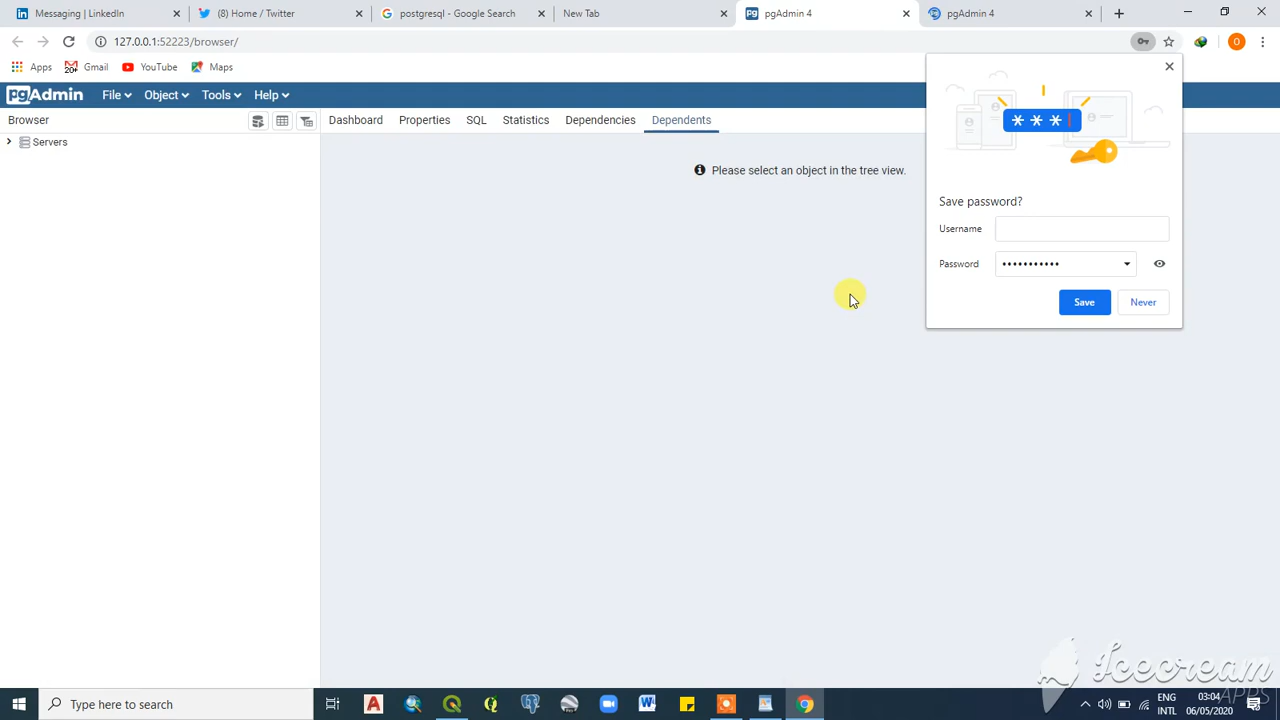 Messaging | LinkedIn
(8) Home / Twitter
postgresql - Google Search
New Tab
pgAdmin 4
pgAdmin 4
127.0.0.1:52223/browser/
Apps
Gmail
YouTube
Maps
pgAdmin
File
Object
Tools
Help
Browser
Dashboard
Properties
SQL
Statistics
Dependencies
Dependents
Servers
Please select an object in the tree view.
Save password?
Username
Password
Save
Never
Icecream
APPS
Type here to search
ENG
INTL
03:04
06/05/2020